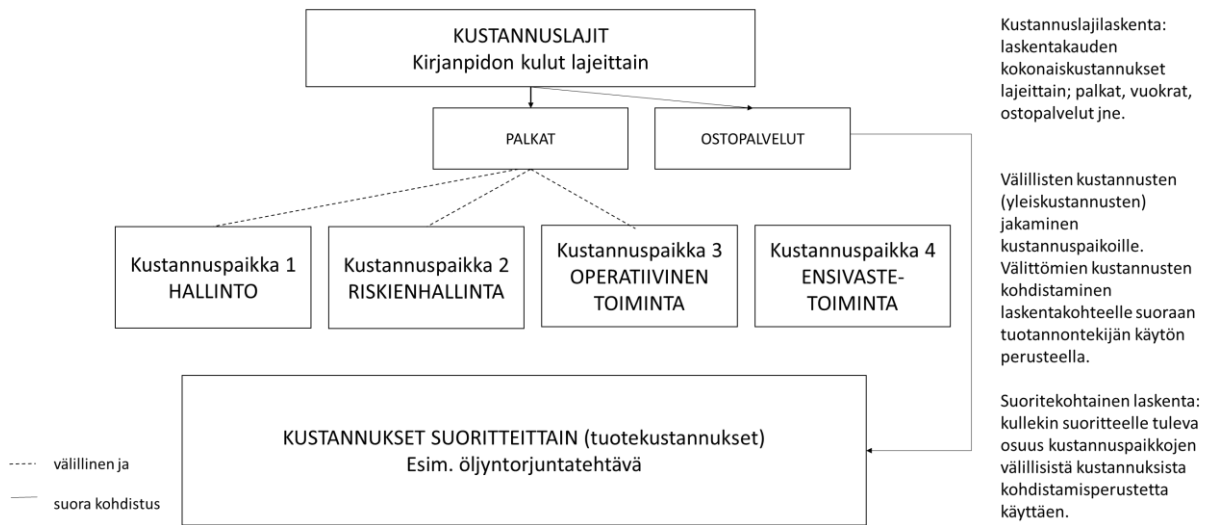 KUSTANNUSLAJIT
Kirjanpidon kulut lajeittain
PALKAT
OSTOPALVELUT
Kustannuspaikka 1
HALLINTO
Kustannuspaikka 2
RISKIENHALLINTA
Kustannuspaikka 3
OPERATIIVINEN
TOIMINTA
Kustannuspaikka 4
ENSIVASTE-
TOIMINTA
KUSTANNUKSET SUORITTEITTAIN (tuotekustannukset)
Esim. öljyntorjuntatehtävä
välillinen ja
suora kohdistus
Kustannuslajilaskenta:
laskentakauden
kokonaiskustannukset
lajeittain; palkat, vuokrat,
ostopalvelut jne.
Välillisten kustannusten
(yleiskustannusten)
jakaminen
kustannuspaikoille.
Välittömien kustannusten
kohdistaminen
laskentakohteelle suoraan
tuotannontekijän käytön
perusteella.
Suoritekohtainen laskenta:
kullekin suoritteelle tuleva
osuus kustannuspaikkojen
välillisistä kustannuksista
kohdistamisperustetta
käyttäen.